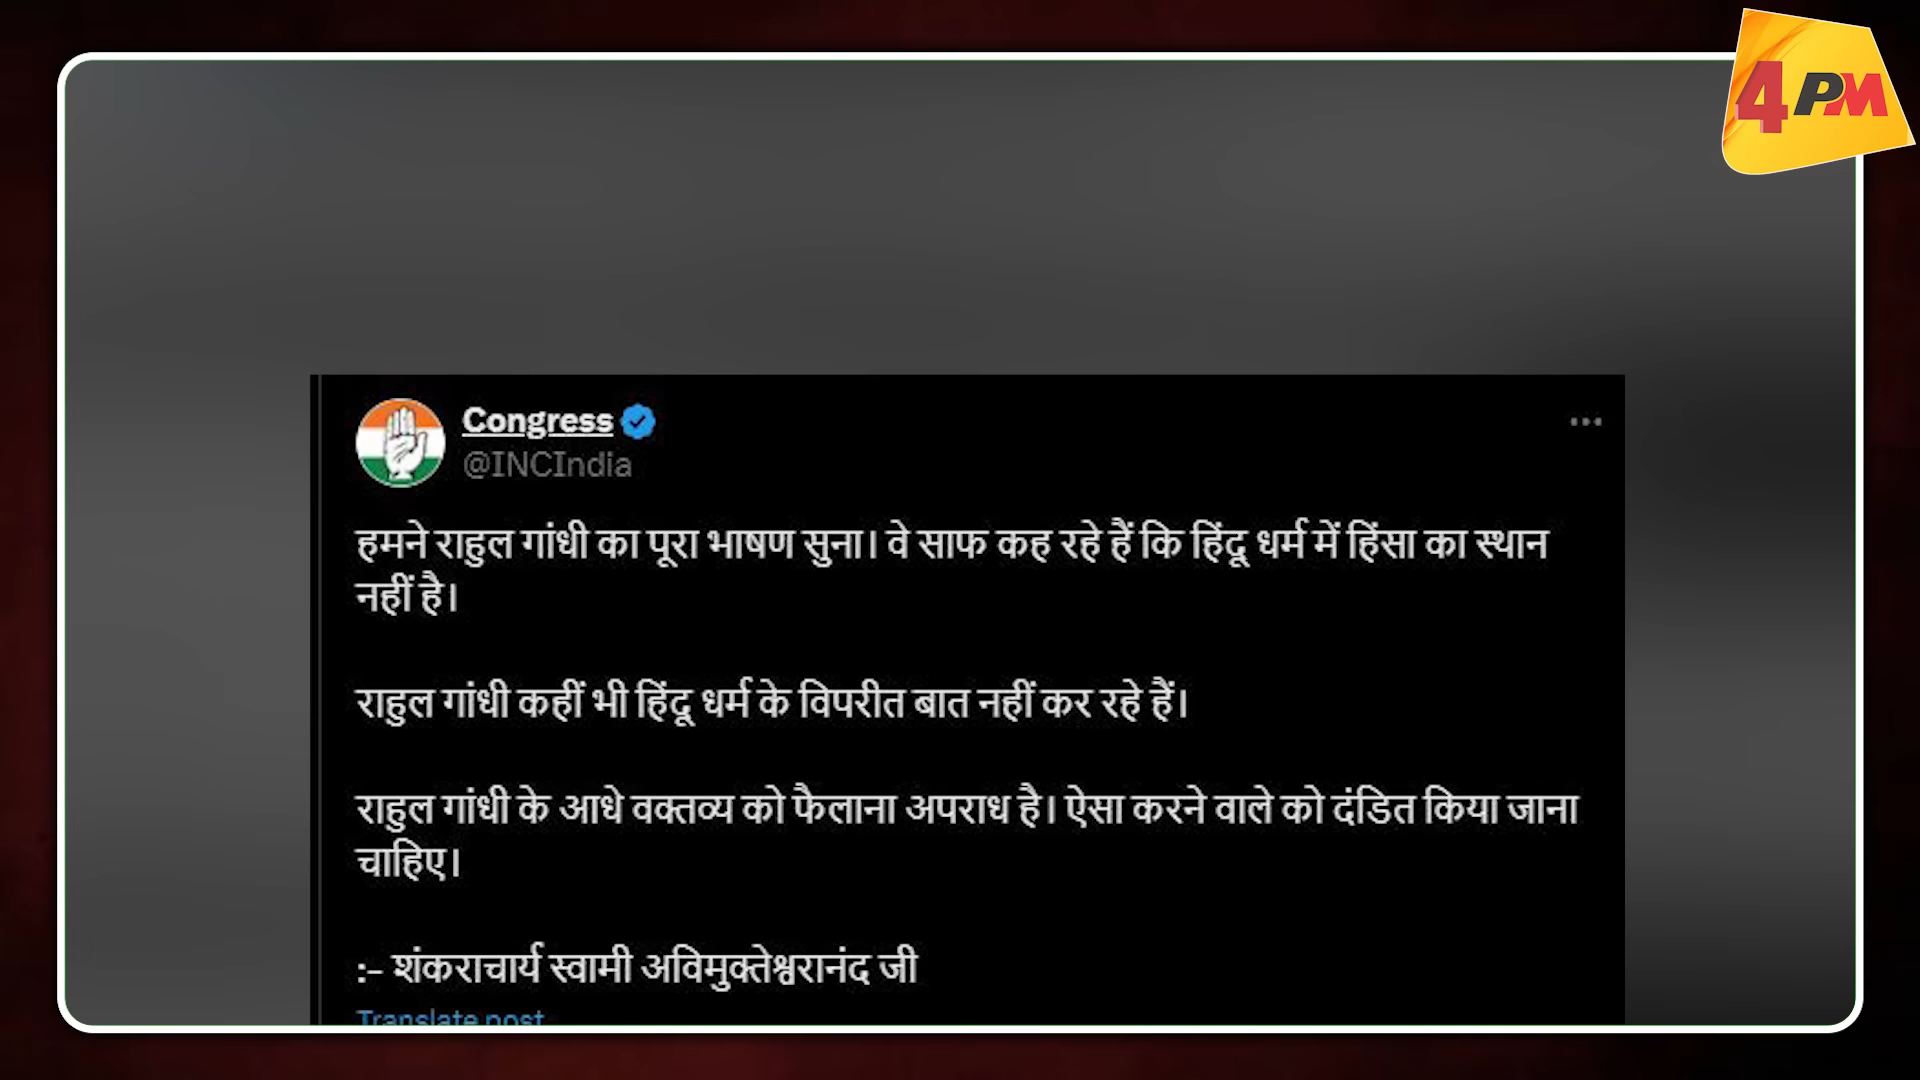 4PM
Congress
@INCIndia
हमने राहुल गांधी का पूरा भाषण सुना। वे साफ कह रहे हैं कि हिंदू धर्म में हिंसा का स्थान
नहीं है।
राहुल गांधी कहीं भी हिंदू धर्म के विपरीत बात नहीं कर रहे हैं।
राहुल गांधी के आधे वक्तव्य को फैलाना अपराध है। ऐसा करने वाले को दंडित किया जाना
चाहिए।
:- शंकराचार्य स्वामी अविमुक्तेश्वरानंद जी
Translate post